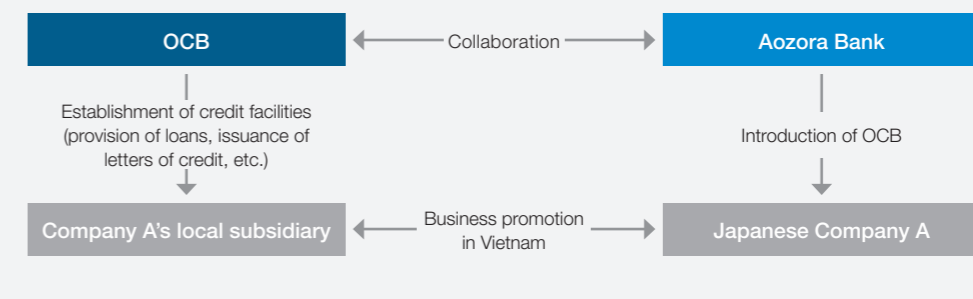 OCB
Collaboration
Aozora Bank
Establishment of credit facilities
(provision of loans, issuance of
letters of credit, etc.)
Introduction of OCB
Company A’s local subsidiary
Business promotion
in Vietnam
Japanese Company A